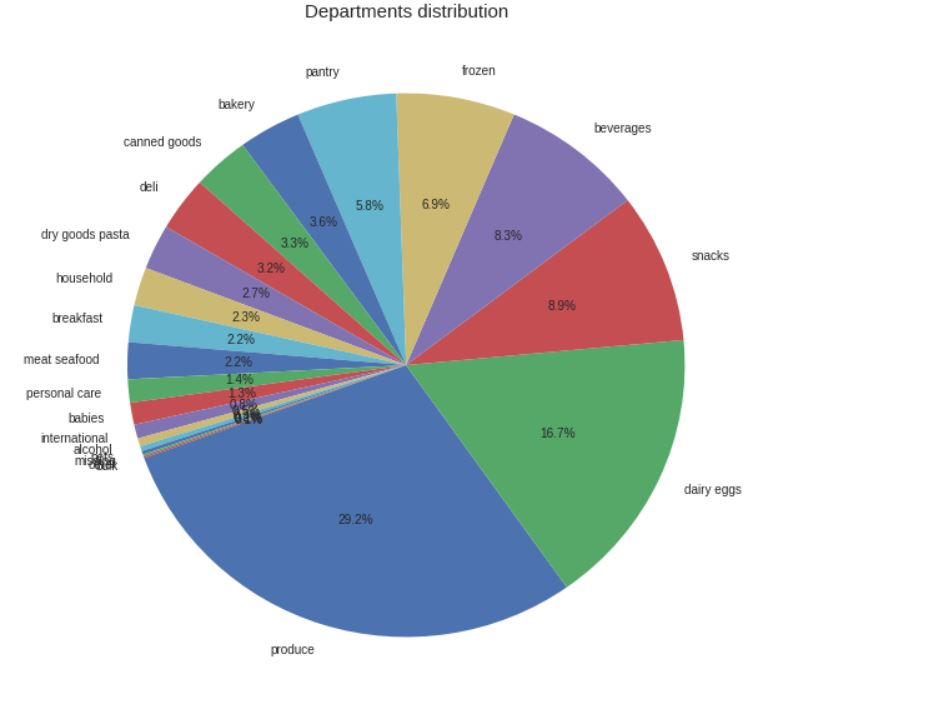 Departments distribution
frozen
pantry
bakery
beverages
canned goods
deli
5.8%
6.9%
3.6%
8.3%
dry goods pasta
3.3%
snacks
3.2%
household
2.7%
8.9%
breakfast
2.3%
2.2%
meat seafood
2.2%
1.4%
personal care
1.3%
0.8%
babies
0.1%
16.7%
international
alcohol
bulk
dairy eggs
29.2%
produce